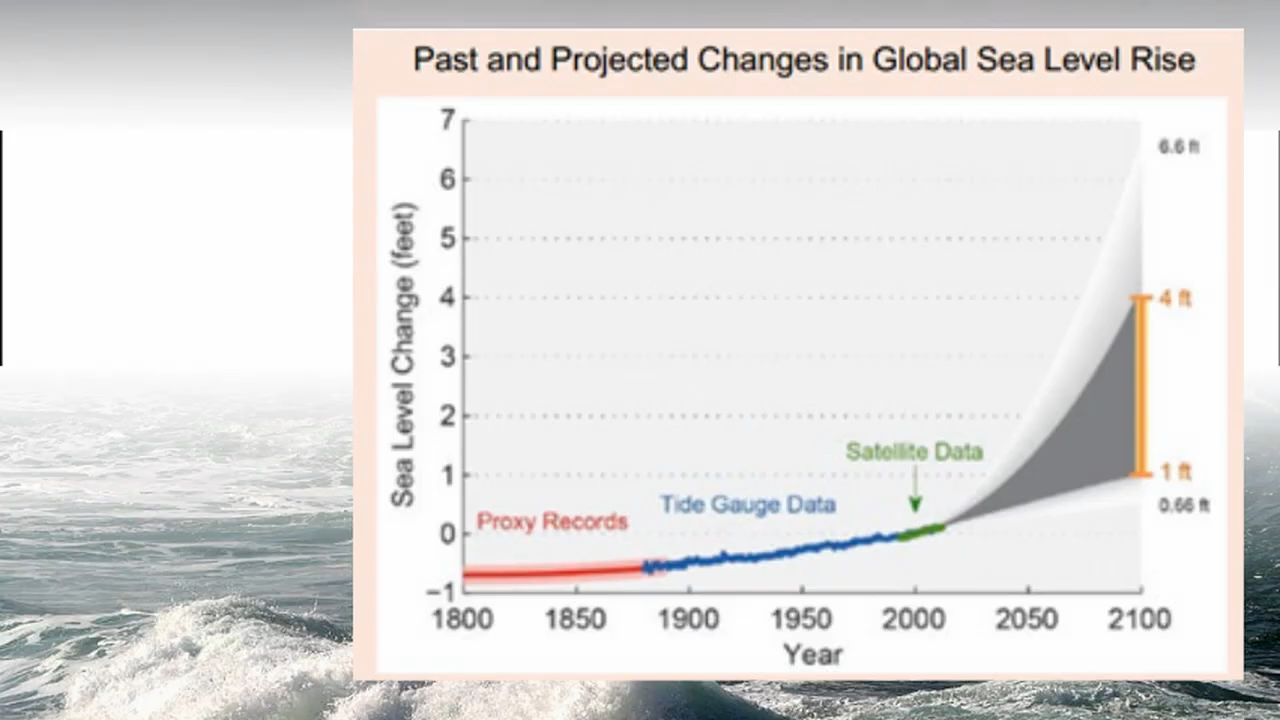 Past and Projected Changes in Global Sea Level Rise
7
6.6 ft
6
5
4
4 ft
3
2
Satellite Data
1
1 ft
Tide Gauge Data
0.66 ft
Proxy Records
0
−1
Sea Level Change (feet)
1800 1850 1900 1950 2000 2050 2100
Year